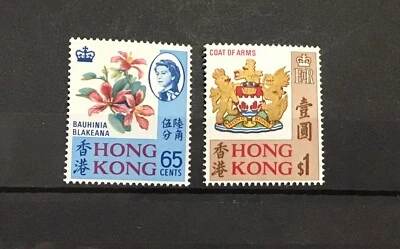 BAUHINIA
BLAKEANA
陸角
伍分
香港
HONG
KONG
65
CENTS
COAT OF ARMS
EIIR
壹圓
香港
HONG
KONG
$1